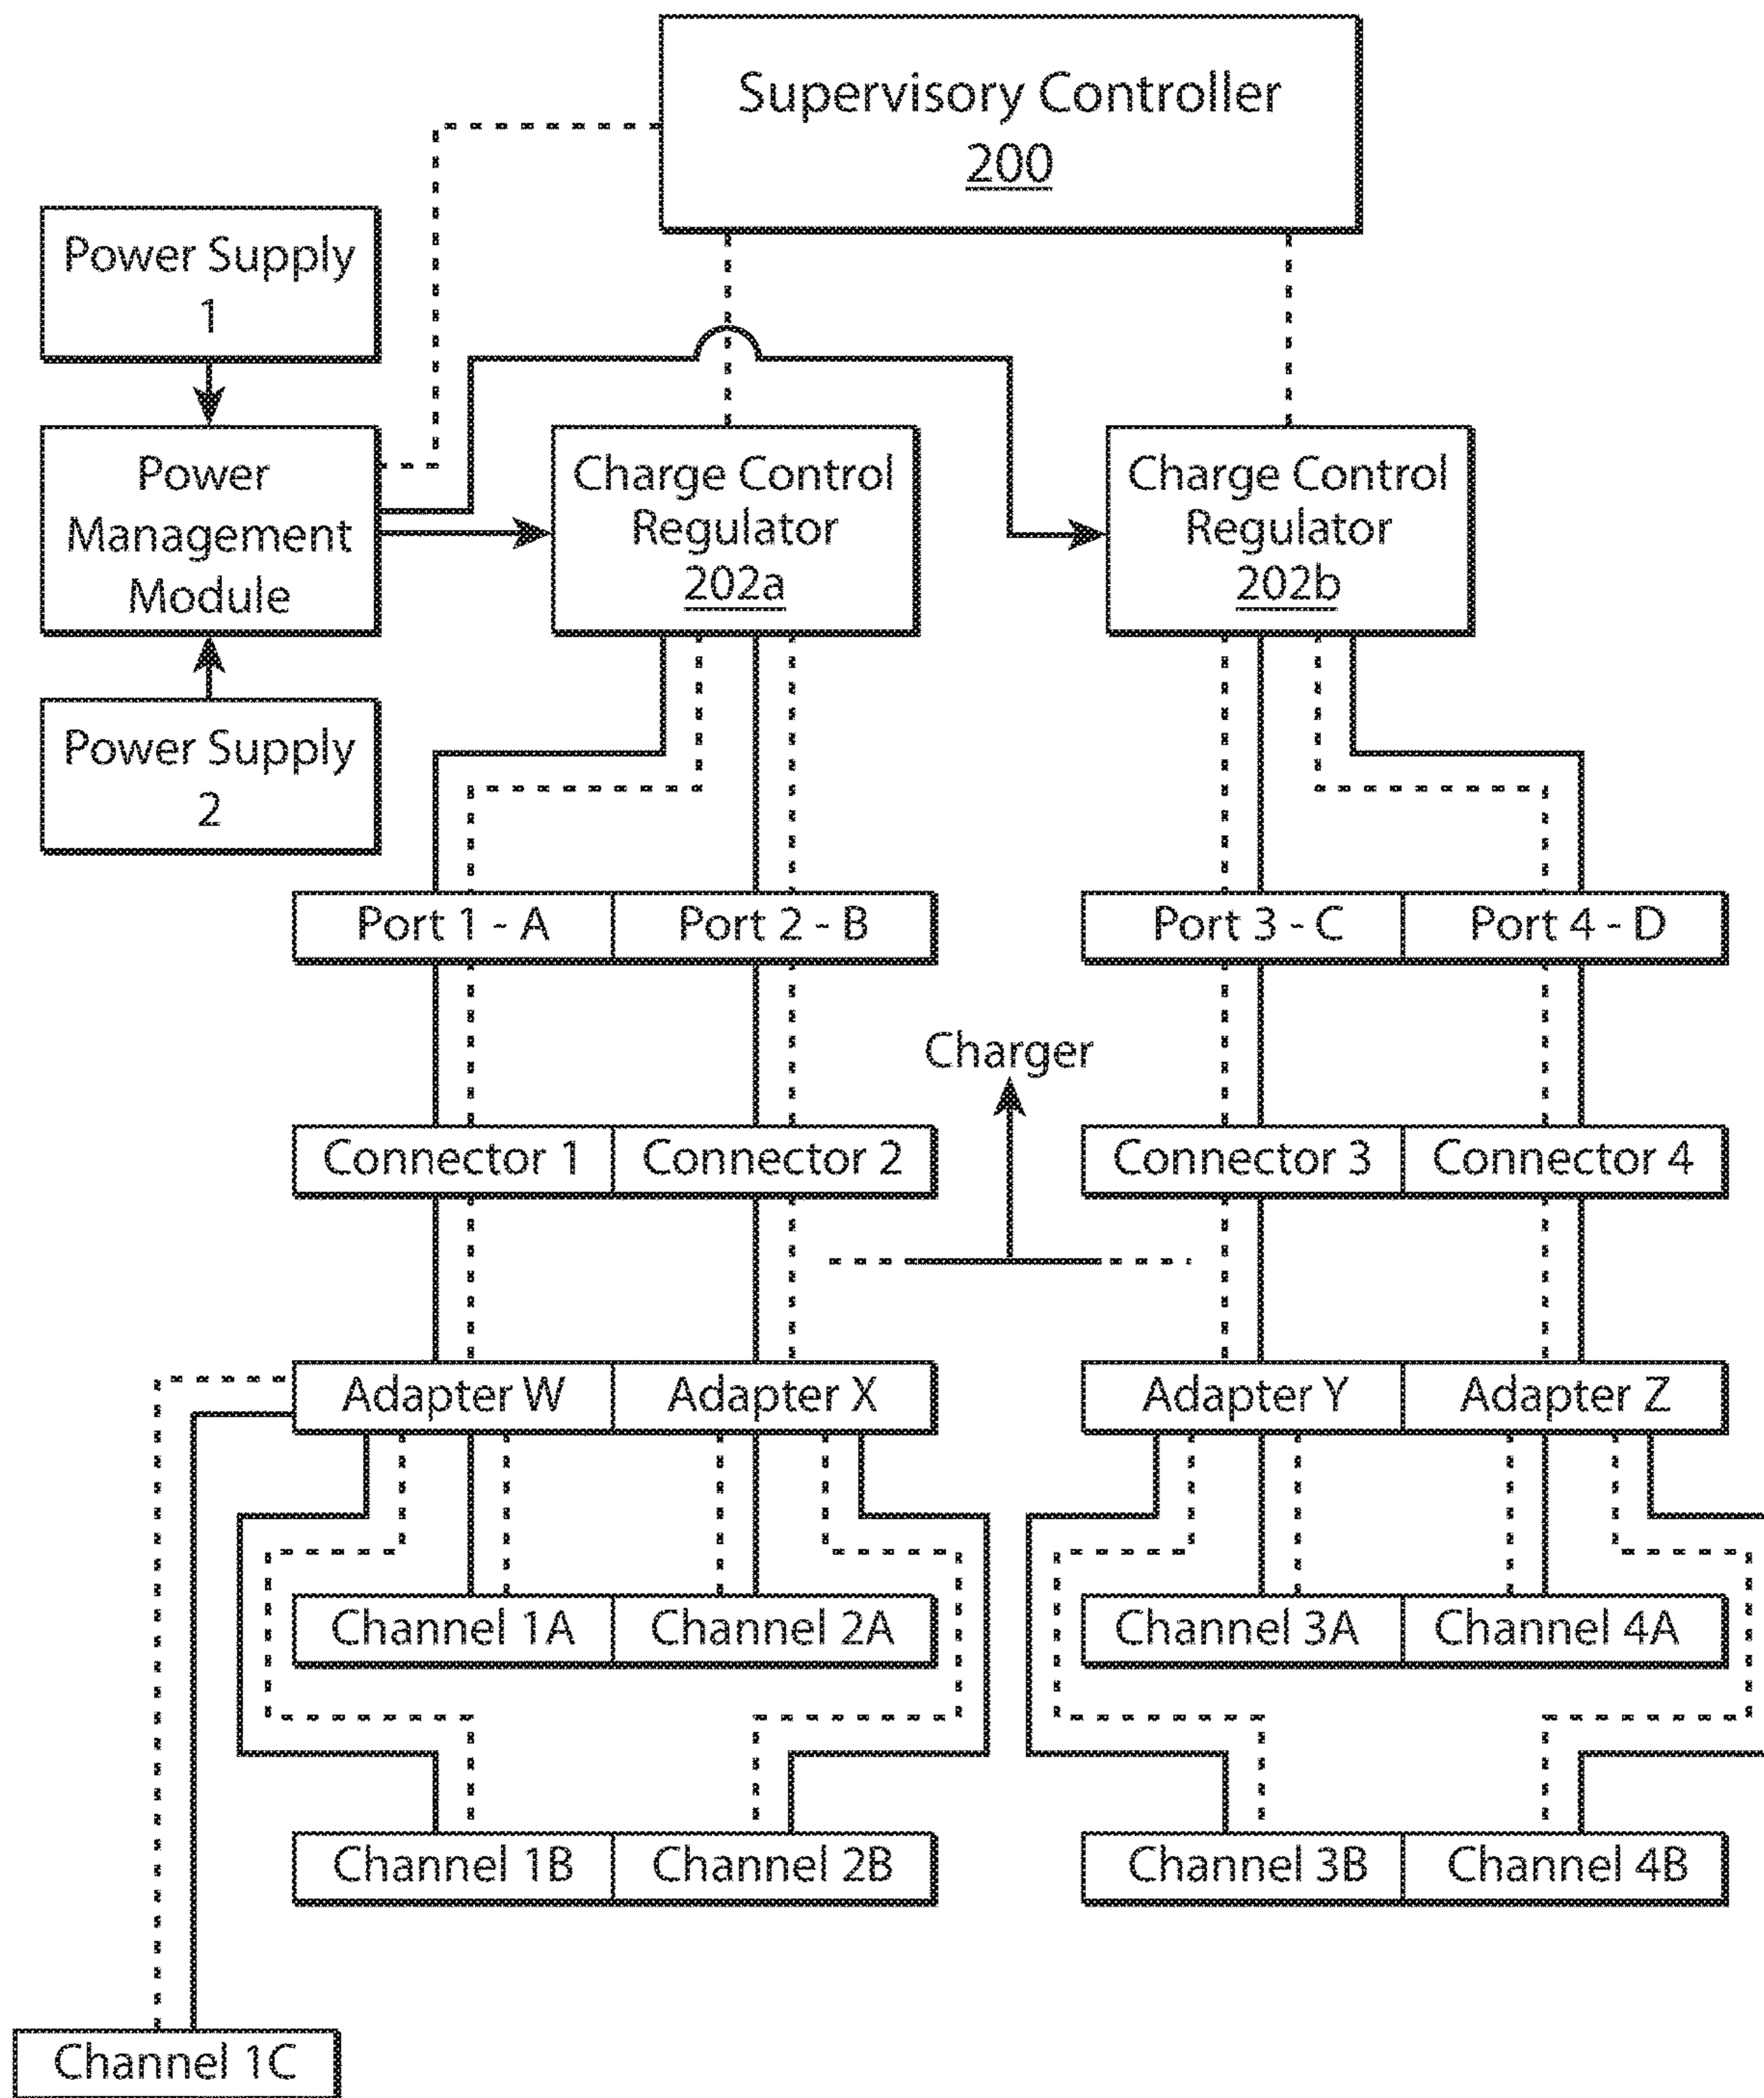 Supervisory Controller
200
Power Supply
1
Power
Management
Module
Charge Control
Regulator
202a
Charge Control
Regulator
202b
Power Supply
2
Port 1 - A
Port 2 - B
Port 3 - C
Port 4 - D
Charger
Connector 1
Connector 2
Connector 3
Connector 4
Adapter W
Adapter X
Adapter Y
Adapter Z
Channel 1A
Channel 2A
Channel 3A
Channel 4A
Channel 1B
Channel 2B
Channel 3B
Channel 4B
Channel 1C